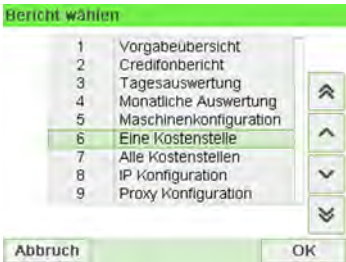 Bericht wählen
1 Vorgabeübersicht
2 Credifonbericht
3 Tagesauswertung
4 Monatliche Auswertung
5 Maschinenkonfiguration
6 Eine Kostenstelle
7 Alle Kostenstellen
8 IP Konfiguration
9 Proxy Konfiguration
Abbruch OK